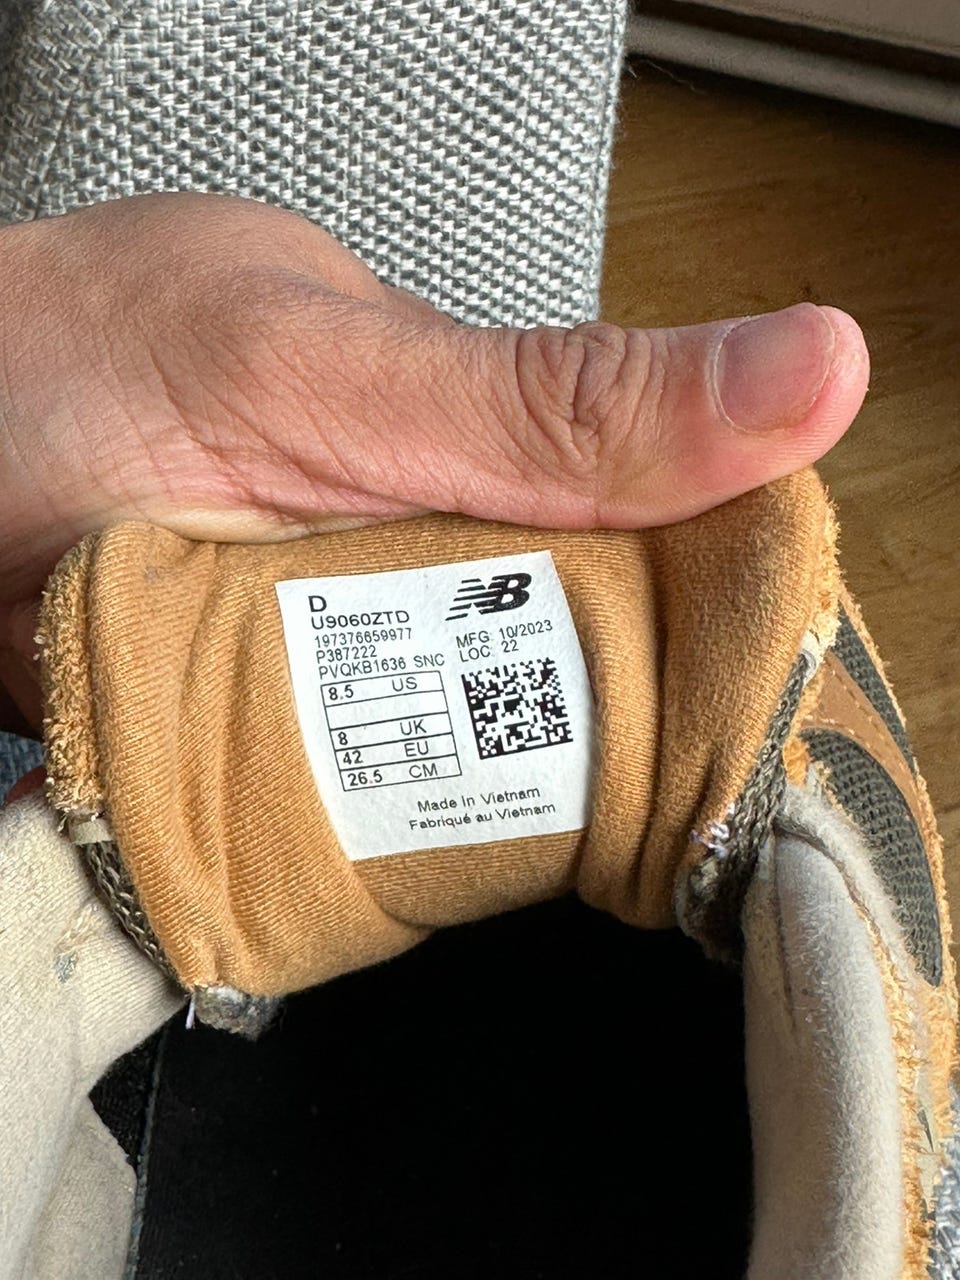 D
U9060ZTD
197376659977
P387222
PVQKB1636 SNC
NB
MFG: 10/2023
LOC: 22
8.5 US
8 UK
42 EU
26.5 CM
Made In Vietnam
Fabriqué au Vietnam